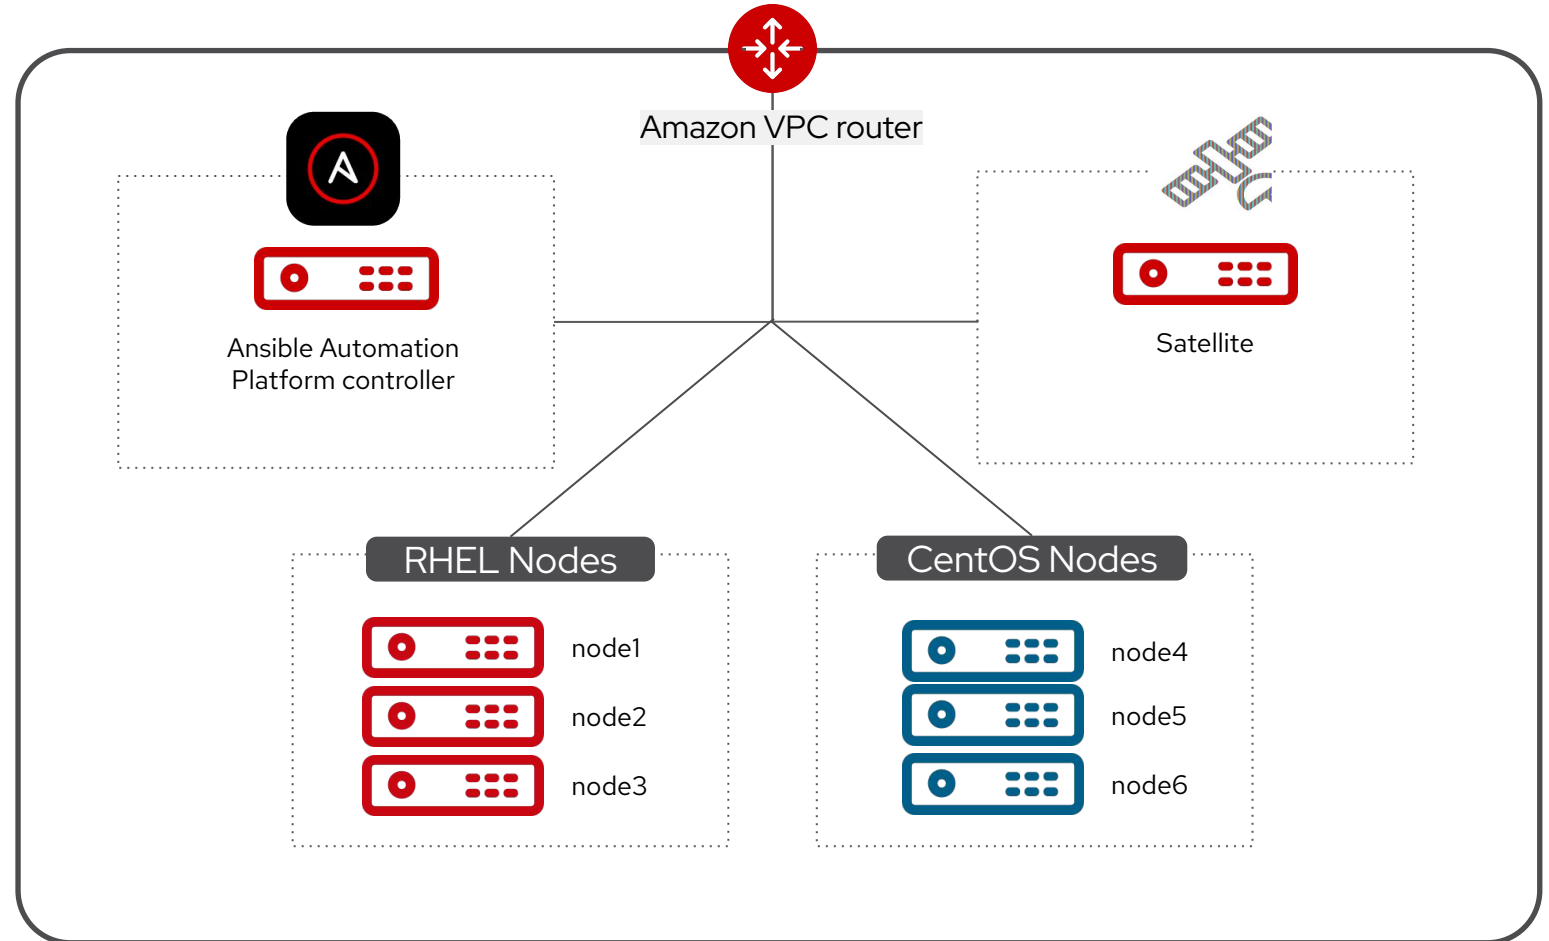 Amazon VPC router
Ansible Automation
Platform controller
Satellite
RHEL Nodes
node1
node2
node3
CentOS Nodes
node4
node5
node6